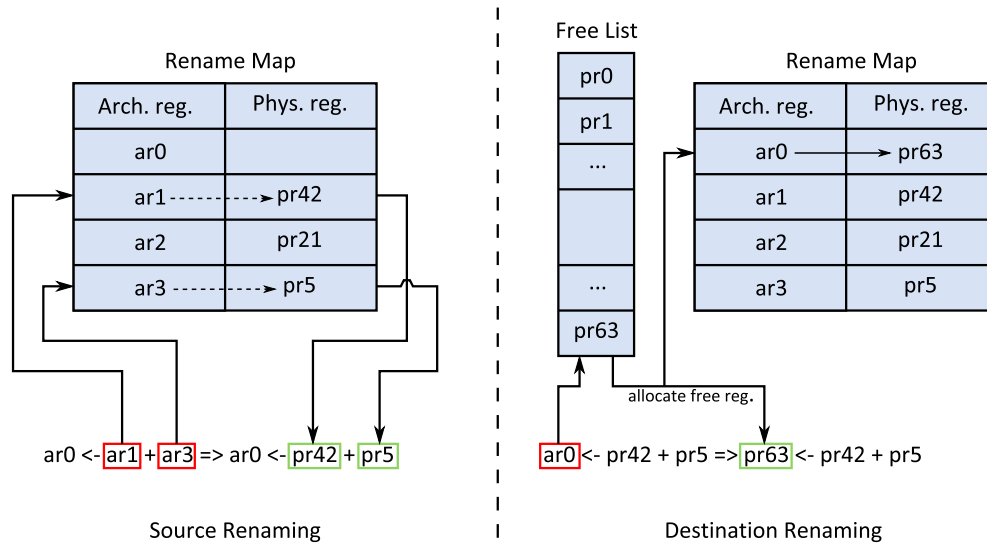 Rename Map
Arch. reg. Phys. reg.
ar0
ar1 pr42
ar2 pr21
ar3 pr5
ar0 <- ar1 + ar3 => ar0 <- pr42 + pr5
Source Renaming
Free List
pr0
pr1
...
...
pr63
Rename Map
Arch. reg. Phys. reg.
ar0 pr63
ar1 pr42
ar2 pr21
ar3 pr5
allocate free reg.
ar0 <- pr42 + pr5 => pr63 <- pr42 + pr5
Destination Renaming